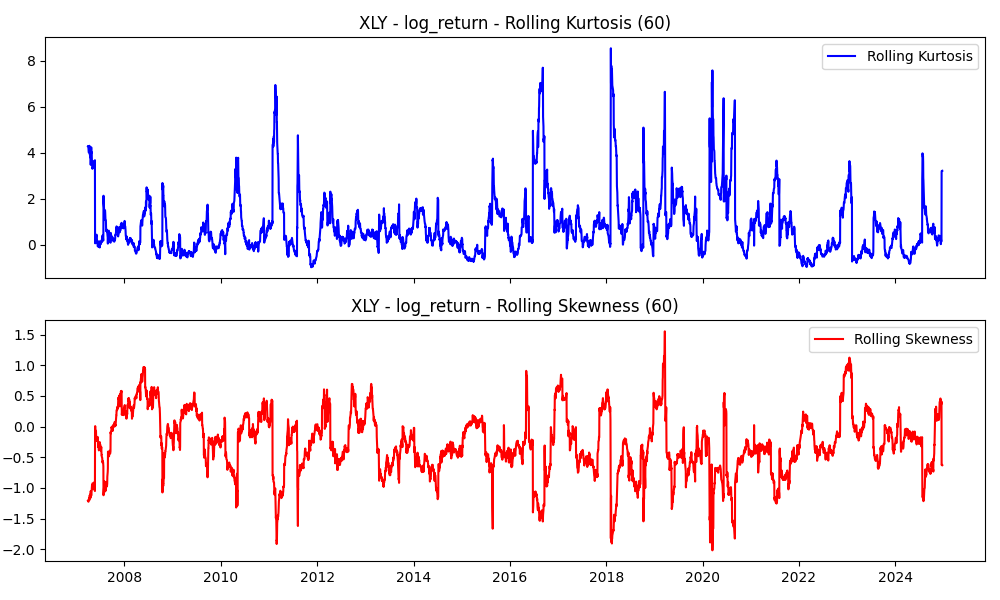 XLY - log_return - Rolling Kurtosis (60)
Rolling Kurtosis
8
6
4
2
0
XLY - log_return - Rolling Skewness (60)
Rolling Skewness
1.5
1.0
0.5
0.0
−0.5
−1.0
−1.5
−2.0
2008 2010 2012 2014 2016 2018 2020 2022 2024